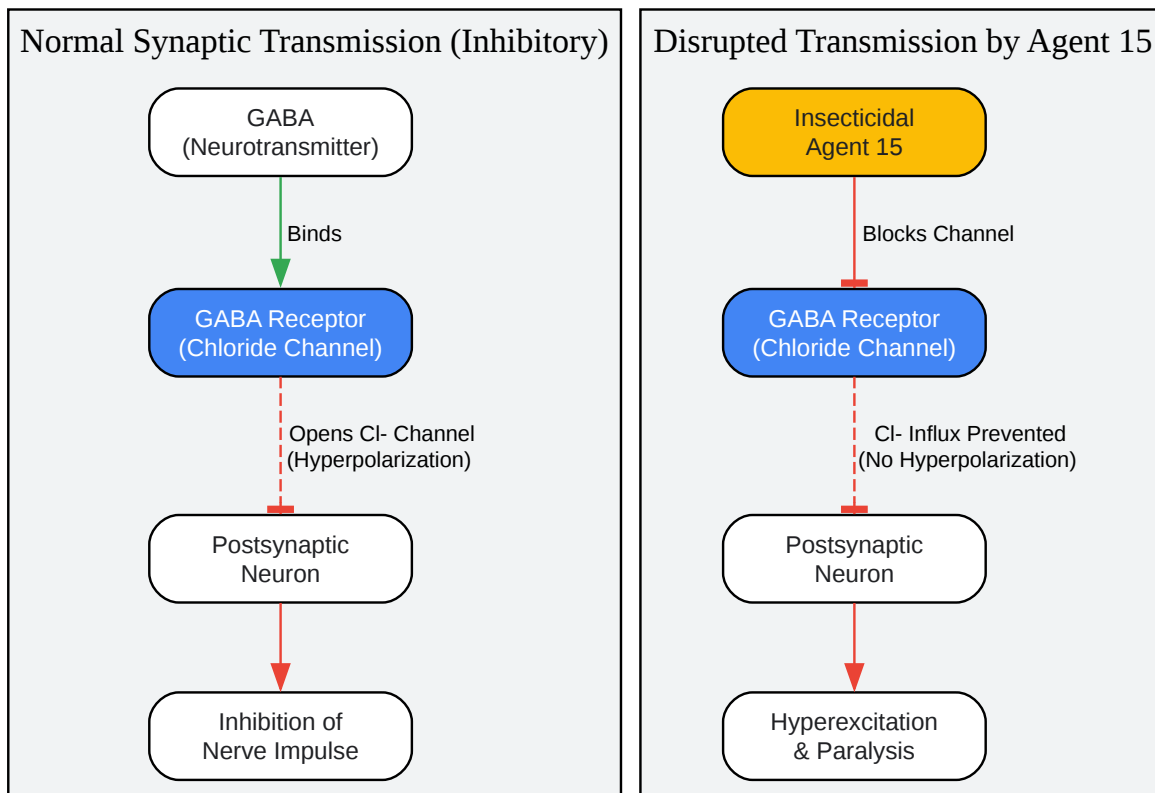 Normal Synaptic Transmission (Inhibitory)
GABA
(Neurotransmitter)
Binds
GABA Receptor
(Chloride Channel)
Opens Cl- Channel
(Hyperpolarization)
Postsynaptic
Neuron
Inhibition of
Nerve Impulse
Disrupted Transmission by Agent 15
Insecticidal
Agent 15
Blocks Channel
GABA Receptor
(Chloride Channel)
Cl- Influx Prevented
(No Hyperpolarization)
Postsynaptic
Neuron
Hyperexcitation
& Paralysis